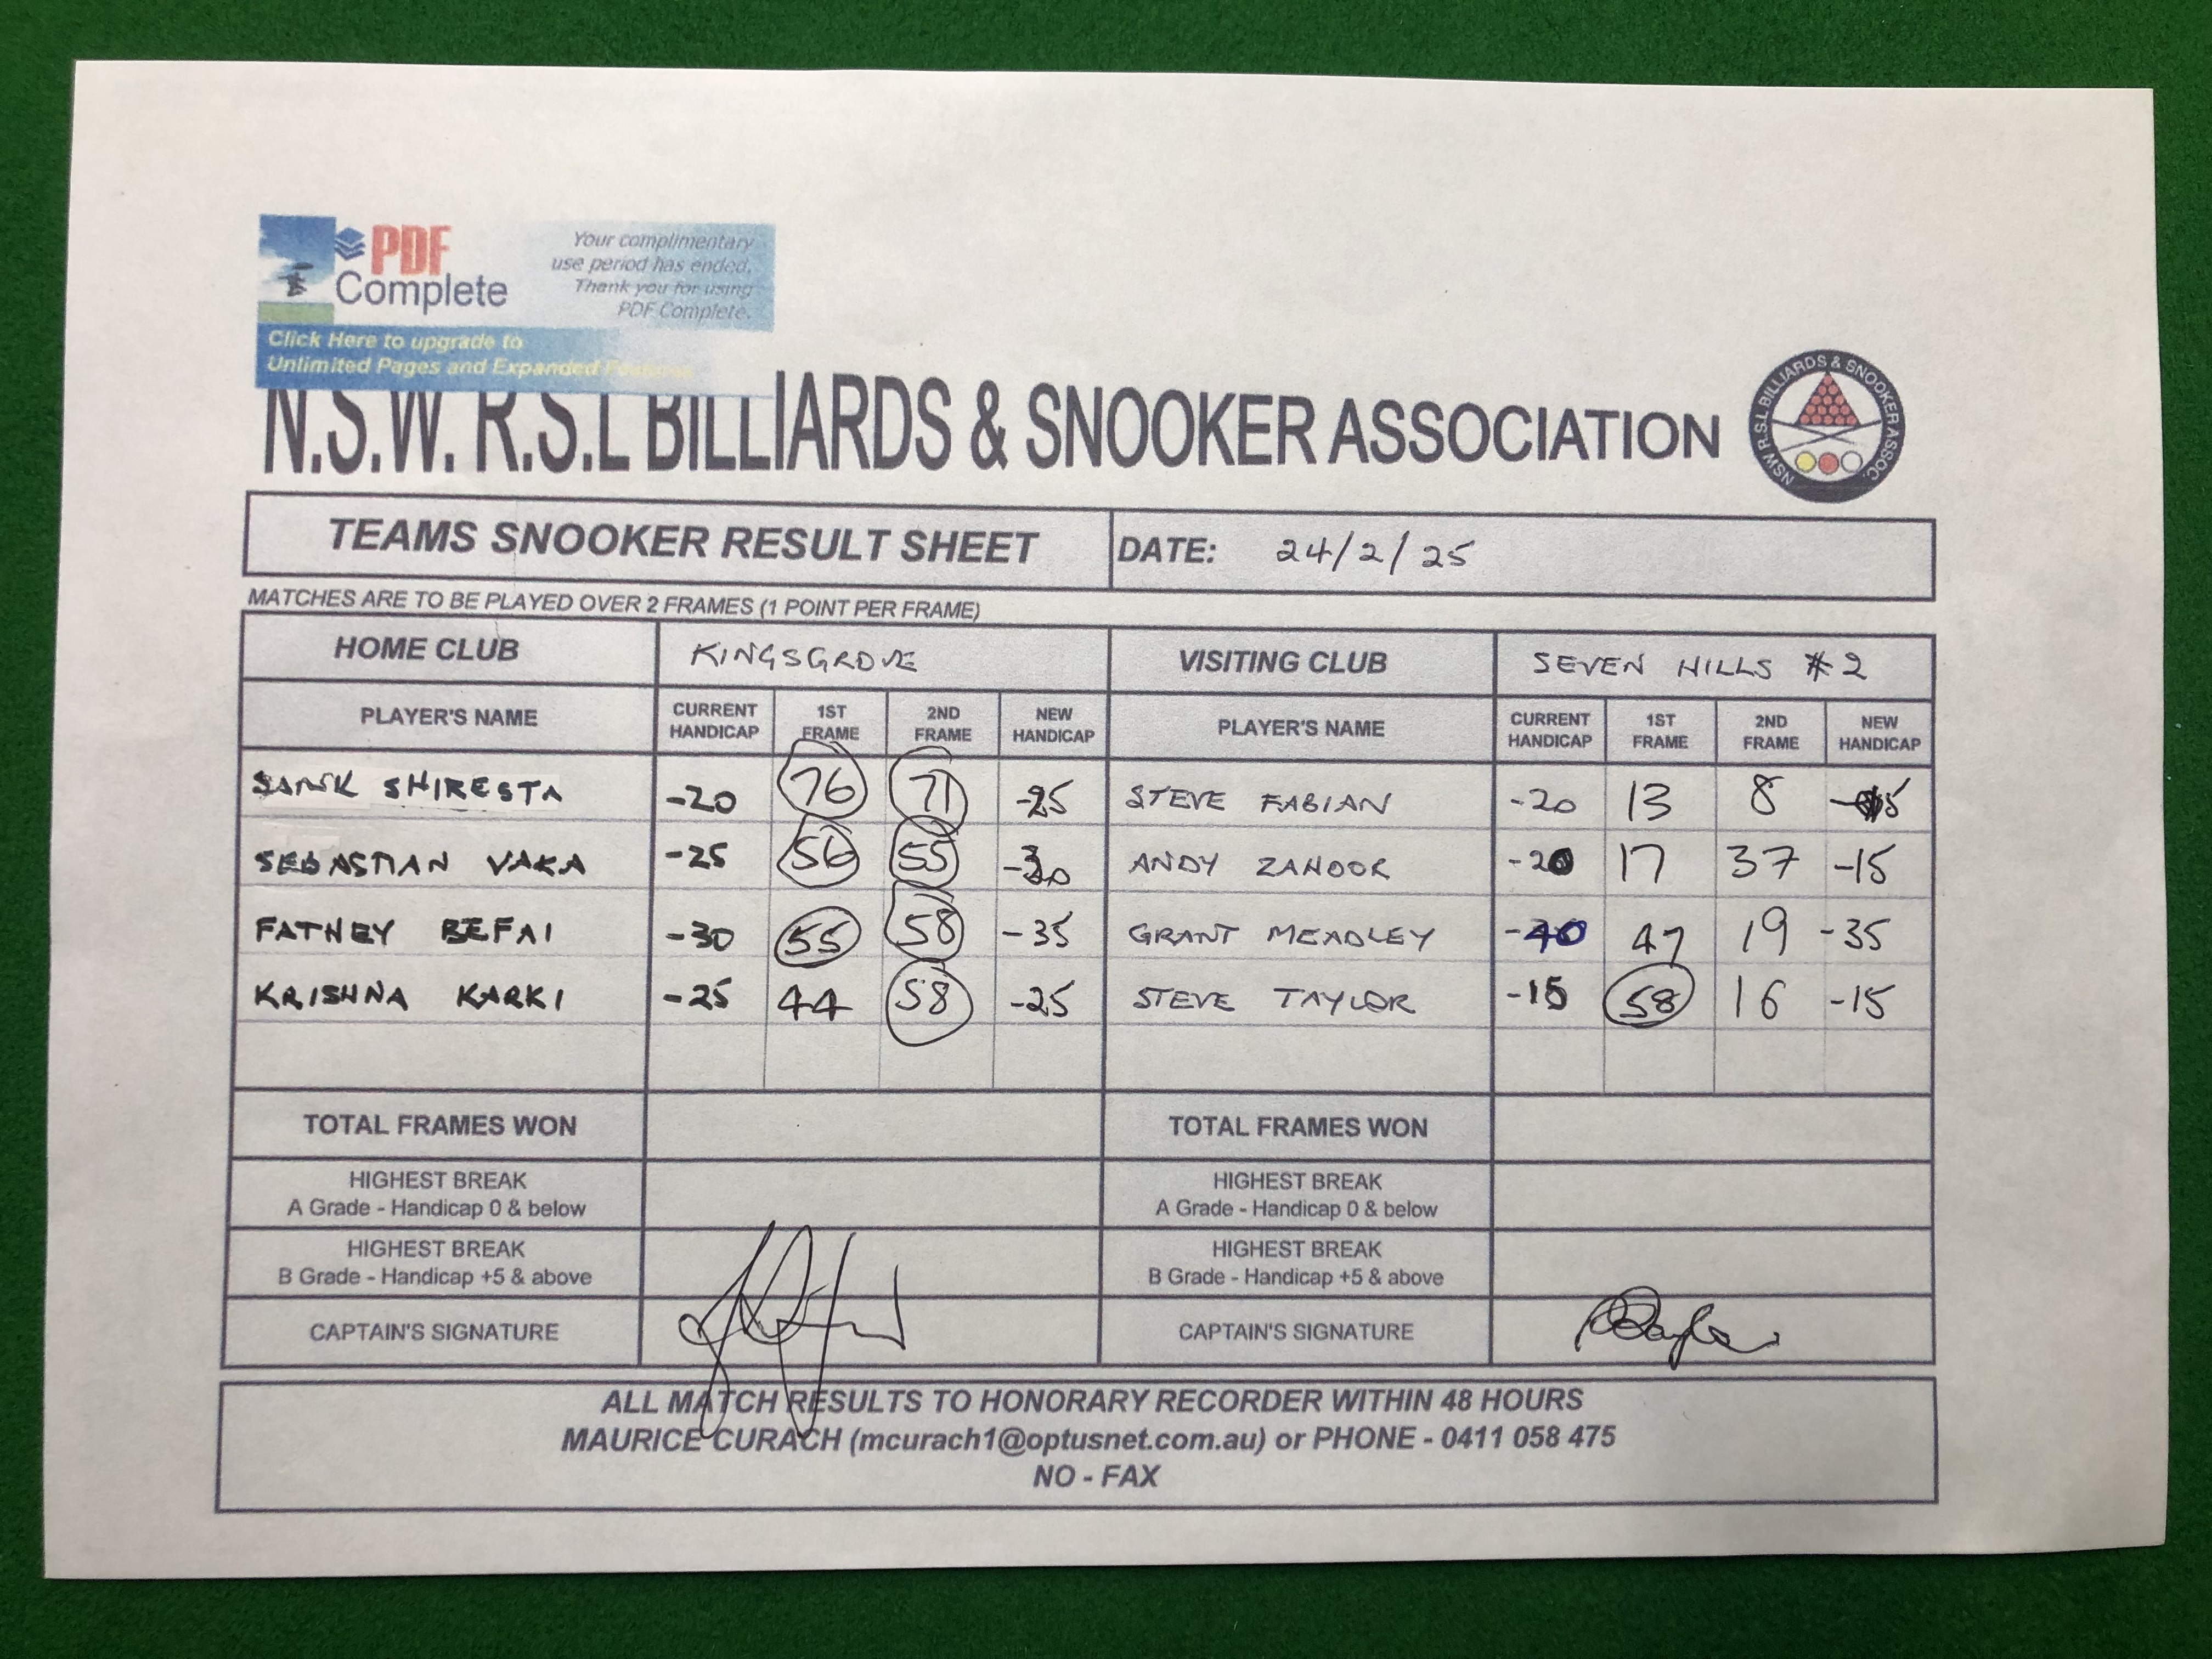 PDF Complete
Your complimentary
use period has ended.
Thank you for using
PDF Complete.
Click Here to upgrade to
Unlimited Pages and Expanded Features
N.S.W. R.S.L BILLIARDS & SNOOKER ASSOCIATION
NSW R.S.L BILLIARDS & SNOOKER ASSOC.
TEAMS SNOOKER RESULT SHEET DATE: 24/2/25
MATCHES ARE TO BE PLAYED OVER 2 FRAMES (1 POINT PER FRAME)
HOME CLUB KINGSGROVE VISITING CLUB SEVEN HILLS #2
PLAYER'S NAME CURRENT HANDICAP 1ST FRAME 2ND FRAME NEW HANDICAP PLAYER'S NAME CURRENT HANDICAP 1ST FRAME 2ND FRAME NEW HANDICAP
SHIRESTA -20 76 71 -25 STEVE FABIAN -20 13 8 -15
SEBASTIAN VAKA -25 56 55 -30 ANDY ZAHOOR -20 17 37 -15
FATHEY BEFAI -30 55 58 -35 GRANT MEADLEY -40 47 19 -35
KRISHNA KARKI -25 44 58 -25 STEVE TAYLOR -15 58 16 -15
TOTAL FRAMES WON TOTAL FRAMES WON
HIGHEST BREAK HIGHEST BREAK
A Grade - Handicap 0 & below A Grade - Handicap 0 & below
HIGHEST BREAK HIGHEST BREAK
B Grade - Handicap +5 & above B Grade - Handicap +5 & above
CAPTAIN'S SIGNATURE CAPTAIN'S SIGNATURE
ALL MATCH RESULTS TO HONORARY RECORDER WITHIN 48 HOURS
MAURICE CURACH (mcurach1@optusnet.com.au) or PHONE - 0411 058 475
NO - FAX